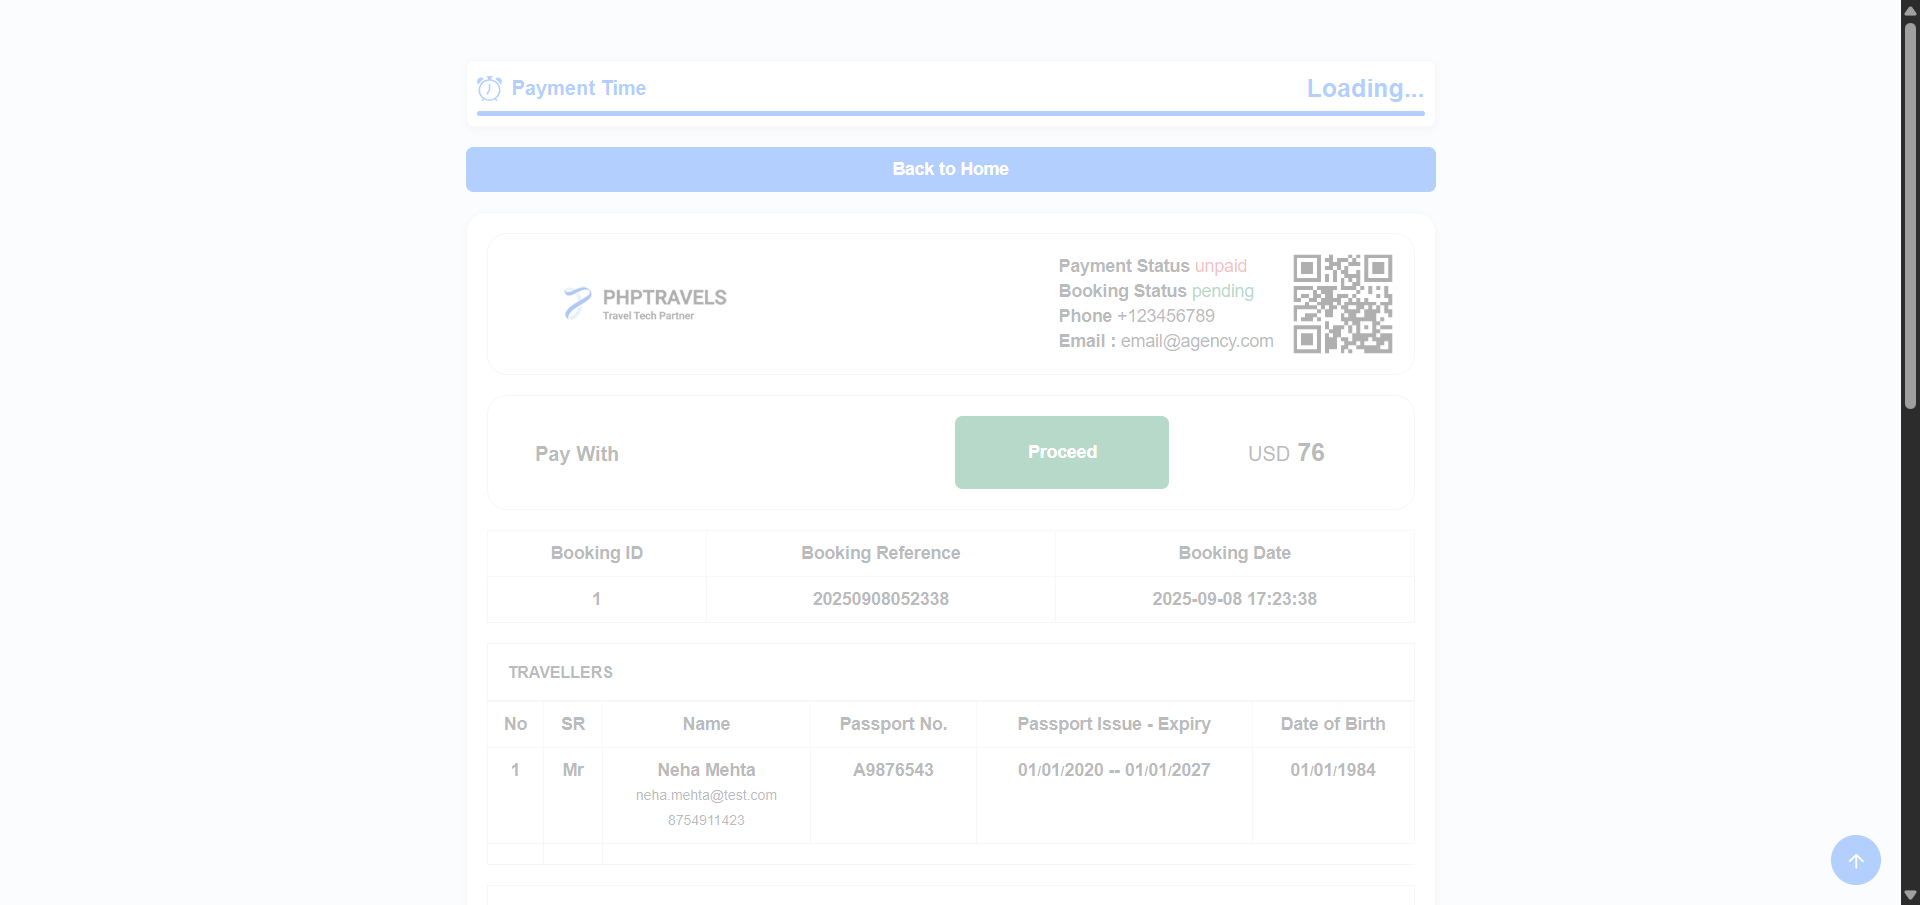 Payment Time
Loading...
Back to Home
PHPTRAVELS
Travel Tech Partner
Payment Status unpaid
Booking Status pending
Phone +123456789
Email : email@agency.com
Pay With
Proceed
USD 76
Booking ID Booking Reference Booking Date
1 20250908052338 2025-09-08 17:23:38
TRAVELLERS
No SR Name Passport No. Passport Issue - Expiry Date of Birth
1 Mr Neha Mehta A9876543 01/01/2020 -- 01/01/2027 01/01/1984
neha.mehta@test.com
8754911423